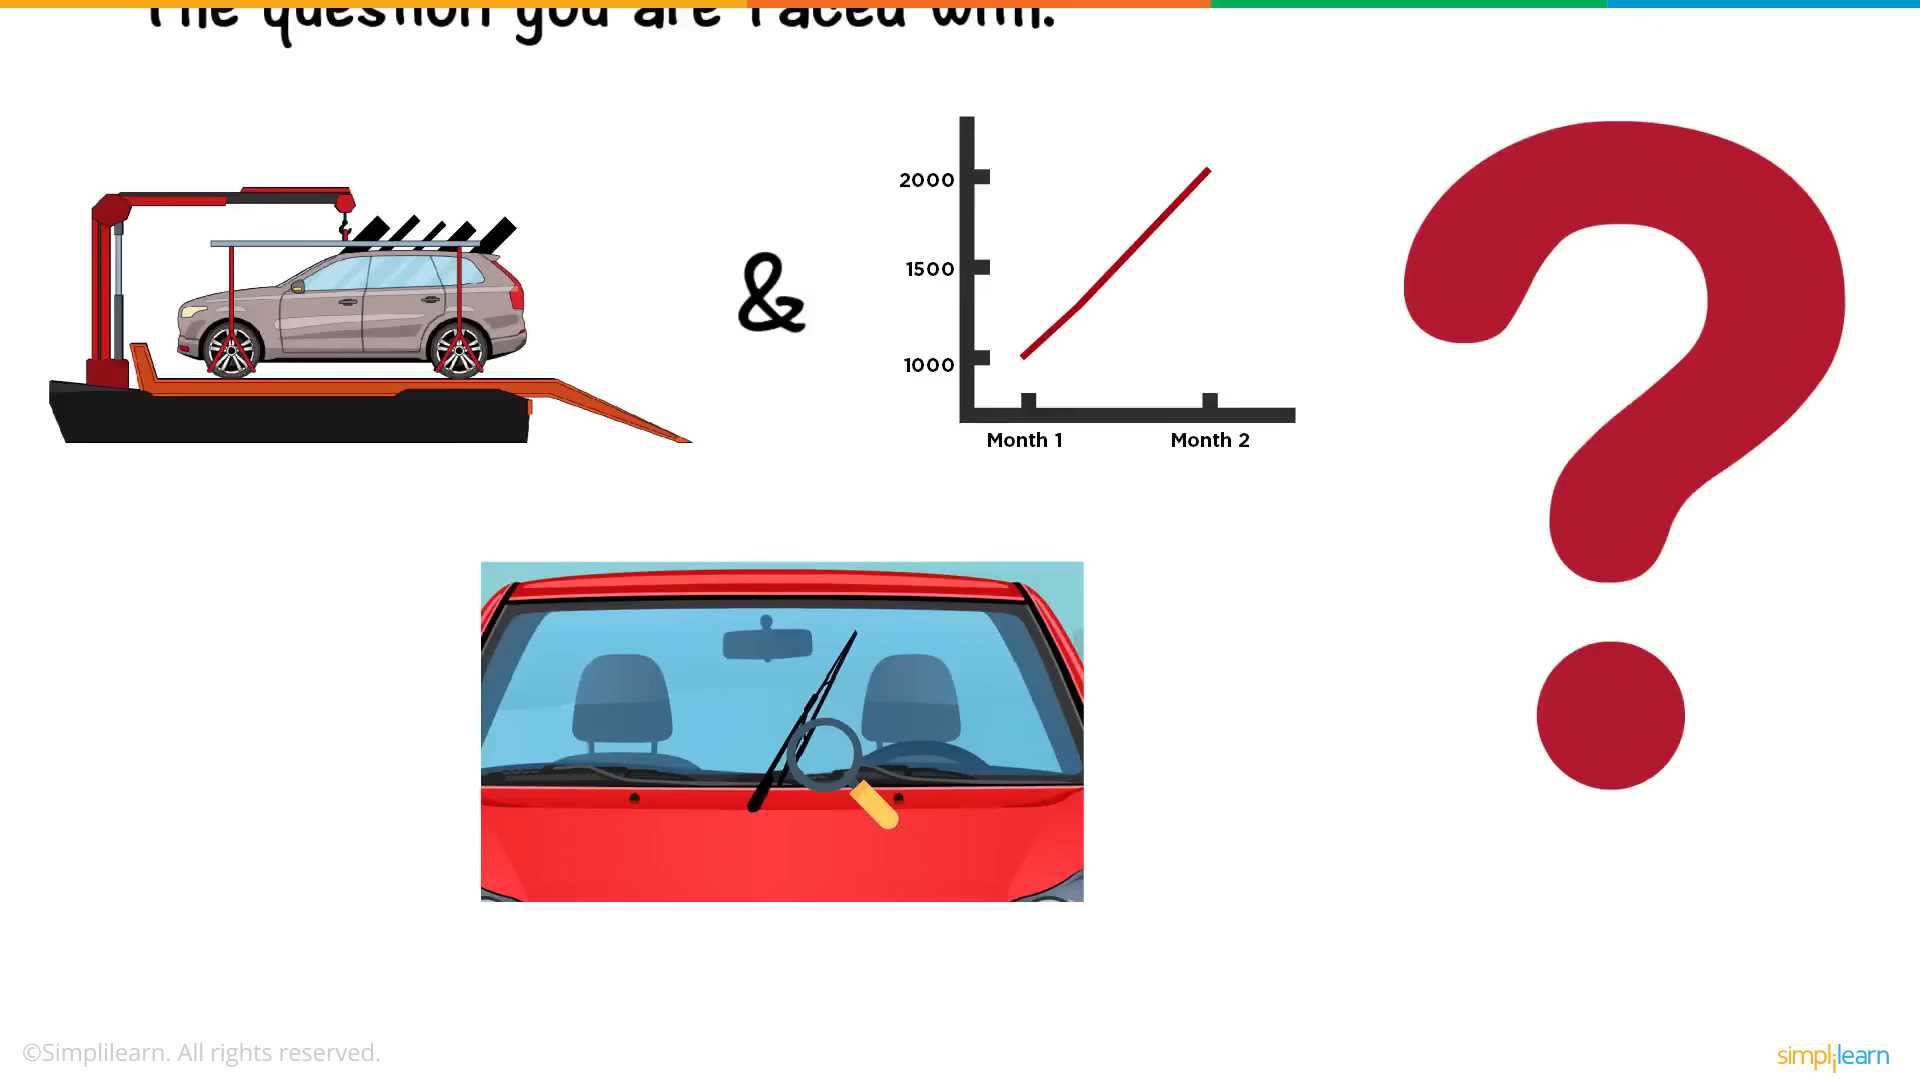 The question you are faced with:
&
2000
1500
1000
Month 1
Month 2
©Simplilearn. All rights reserved.
simplilearn